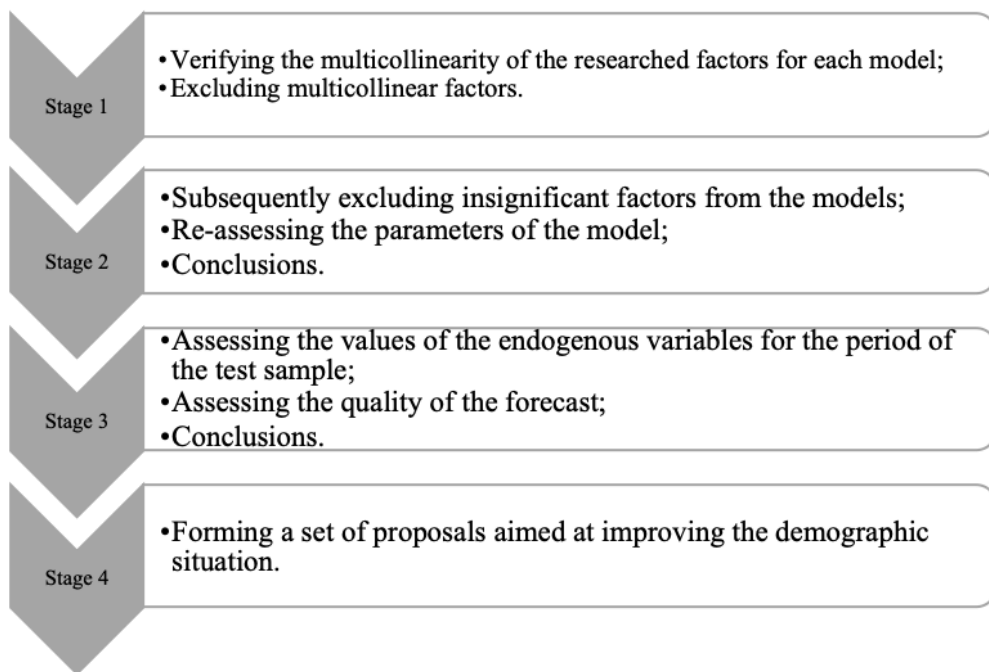 Stage 1
•Verifying the multicollinearity of the researched factors for each model;
•Excluding multicollinear factors.
Stage 2
•Subsequently excluding insignificant factors from the models;
•Re-assessing the parameters of the model;
•Conclusions.
Stage 3
•Assessing the values of the endogenous variables for the period of
the test sample;
•Assessing the quality of the forecast;
•Conclusions.
Stage 4
•Forming a set of proposals aimed at improving the demographic
situation.